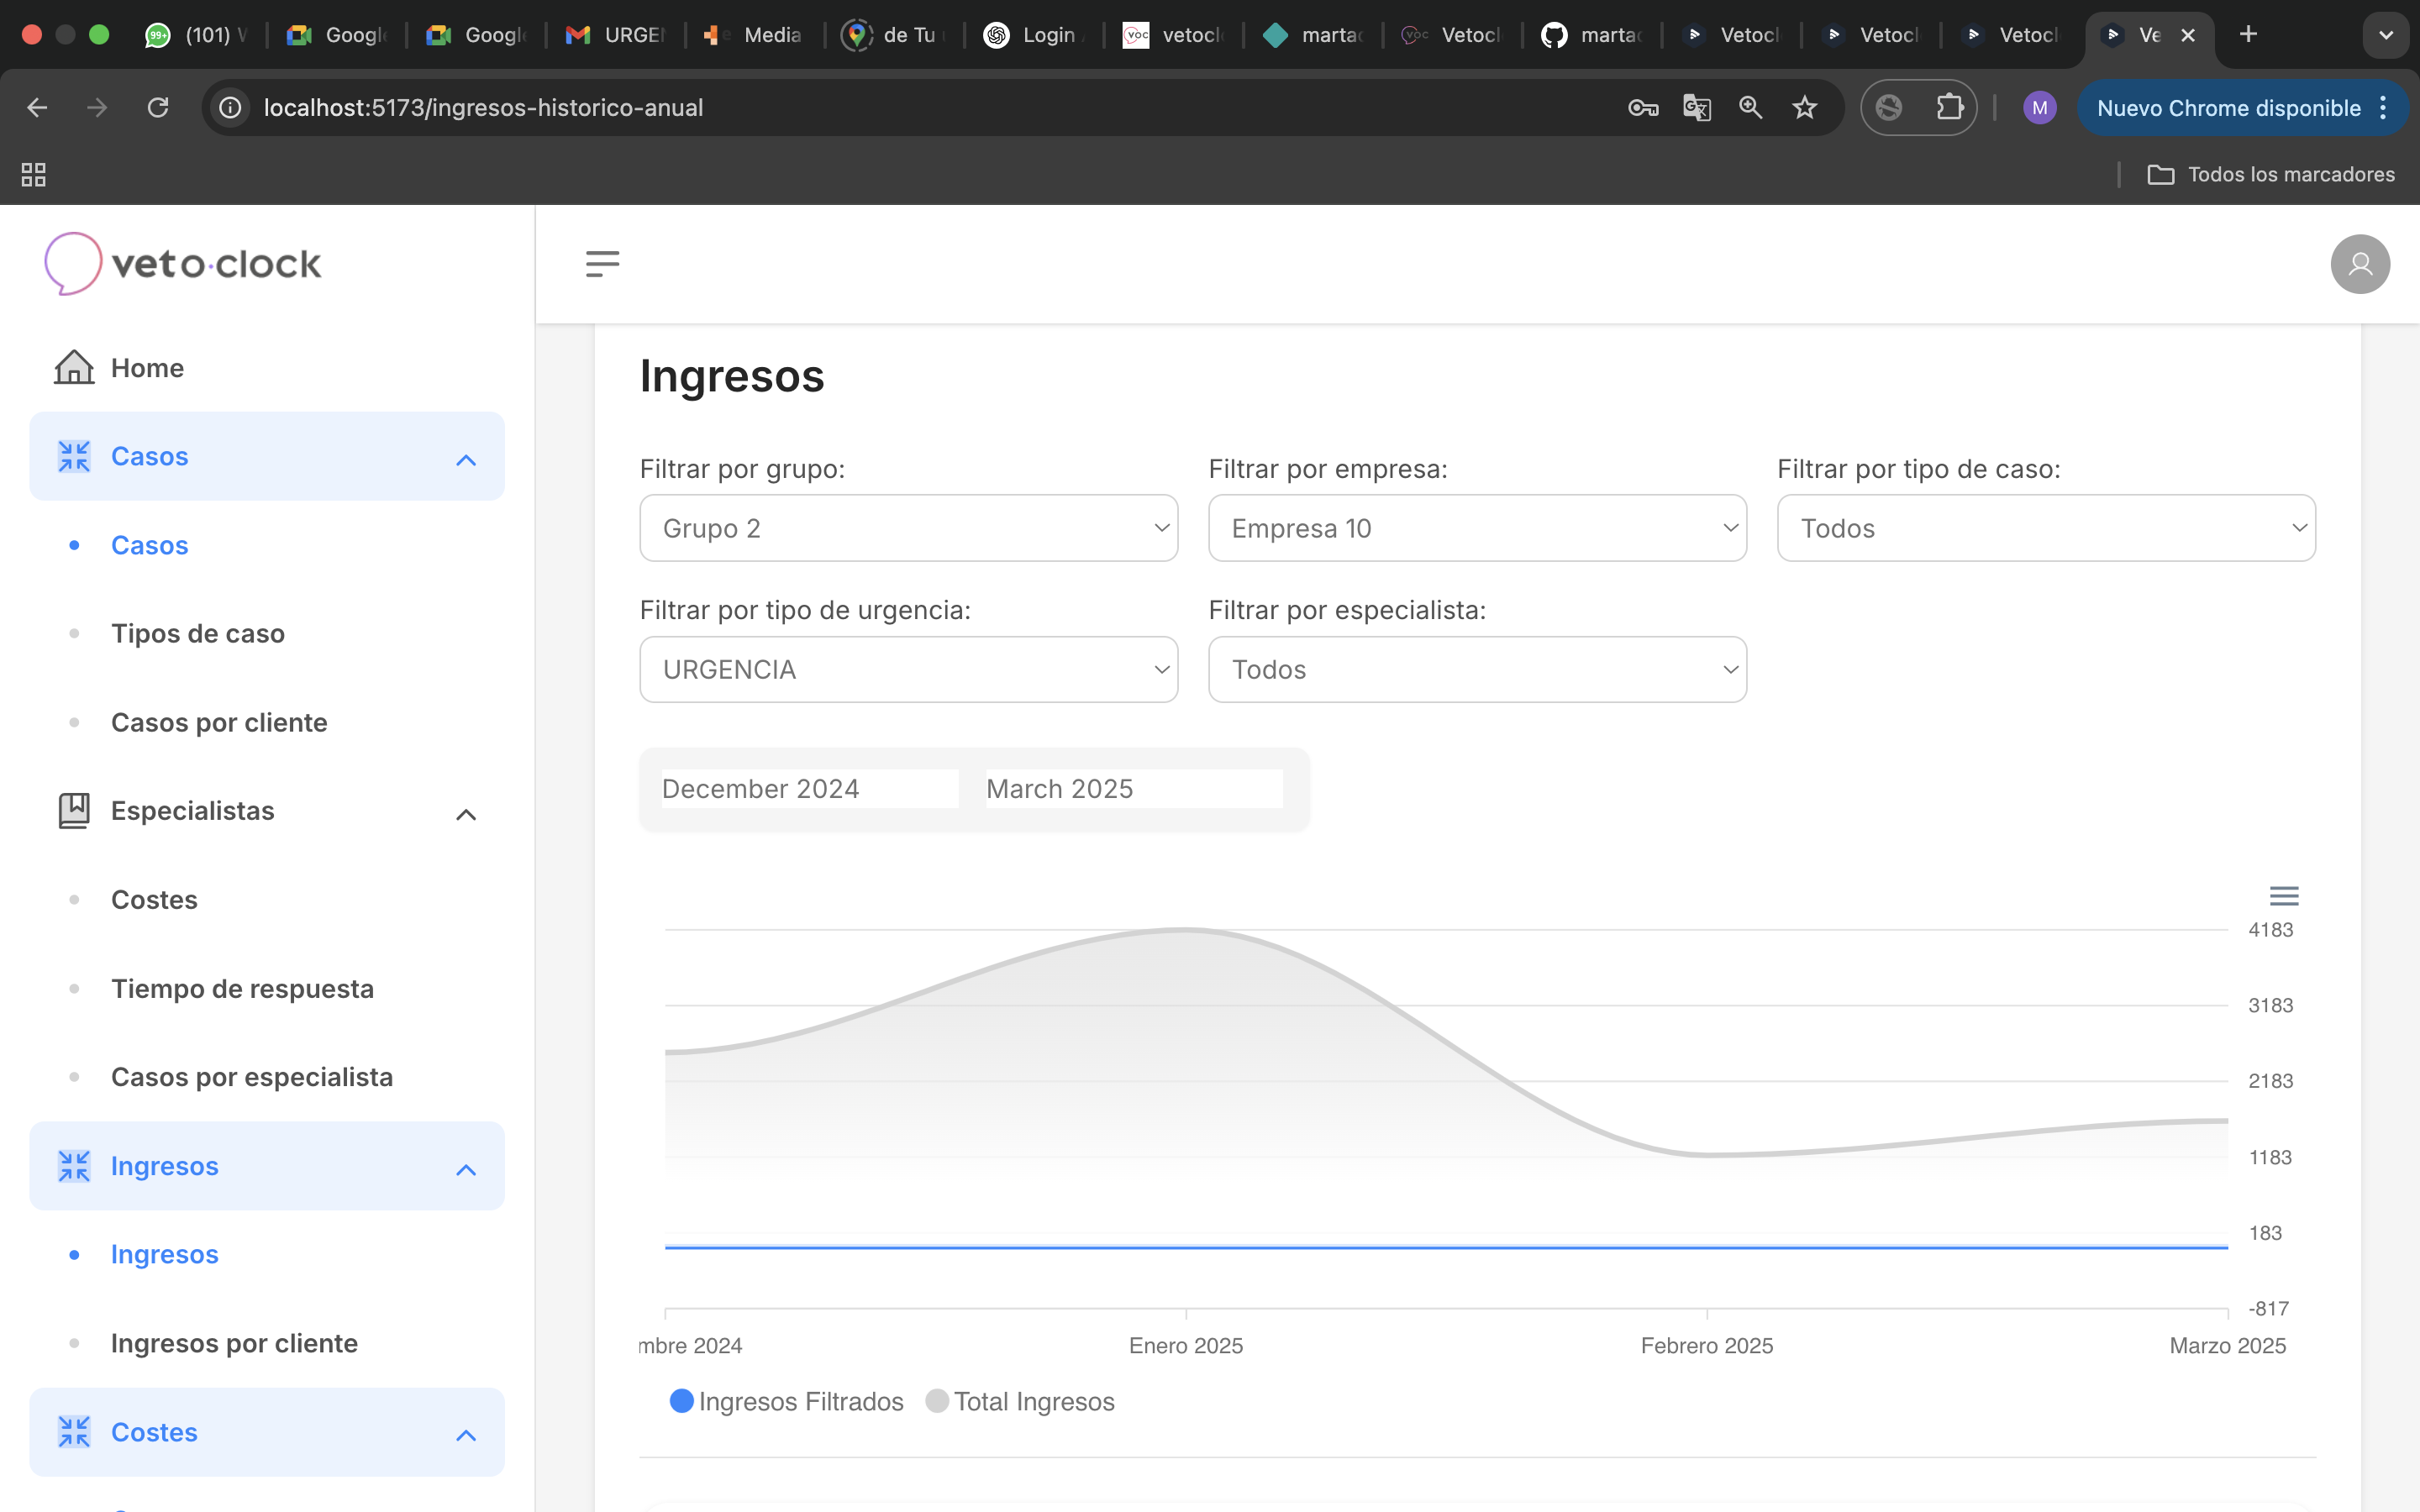 (101) W
Google
Google
URGEN
Media
de Tu
Login
vetocl
marta
Vetocl
marta
Vetocl
Vetocl
Vetocl
Ve
localhost:5173/ingresos-historico-anual
M
Nuevo Chrome disponible
Todos los marcadores
veto·clock
Home
Casos
Casos
Tipos de caso
Casos por cliente
Especialistas
Costes
Tiempo de respuesta
Casos por especialista
Ingresos
Ingresos
Ingresos por cliente
Costes
Ingresos
Filtrar por grupo:
Filtrar por empresa:
Filtrar por tipo de caso:
Grupo 2
Empresa 10
Todos
Filtrar por tipo de urgencia:
Filtrar por especialista:
URGENCIA
Todos
December 2024
March 2025
4183
3183
2183
1183
183
-817
mbre 2024
Enero 2025
Febrero 2025
Marzo 2025
Ingresos Filtrados
Total Ingresos